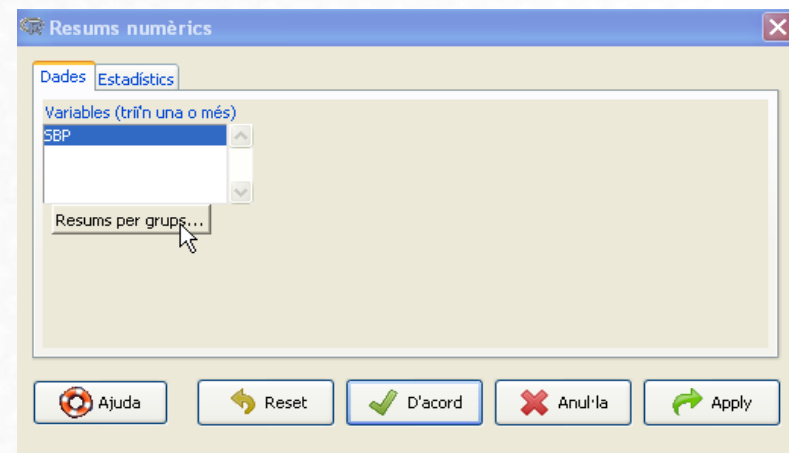 Resums numèrics
Dades Estadístics
Variables (trii'n una o més)
SBP
Resums per grups...
Ajuda Reset D'acord Anul·la Apply